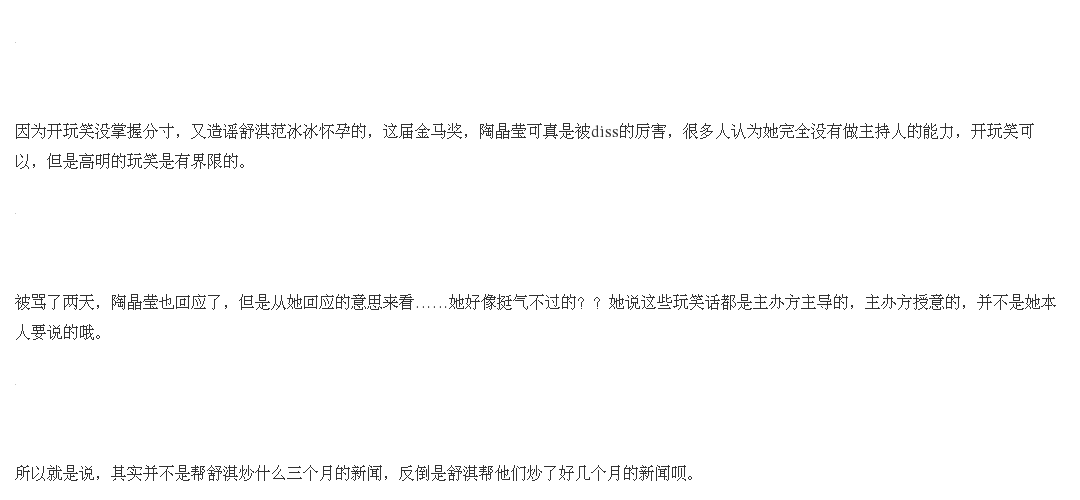 因为开玩笑没掌握分寸，又造谣舒淇范冰冰怀孕的，这届金马奖，陶晶莹可真是被diss的厉害，很多人认为她完全没有做主持人的能力，开玩笑可
以，但是高明的玩笑是有界限的。
被骂了两天，陶晶莹也回应了，但是从她回应的意思来看……她好像挺气不过的？？她说这些玩笑话都是主办方主导的，主办方授意的，并不是她本
人要说的哦。
所以就是说，其实并不是帮舒淇炒什么三个月的新闻，反倒是舒淇帮他们炒了好几个月的新闻呗。